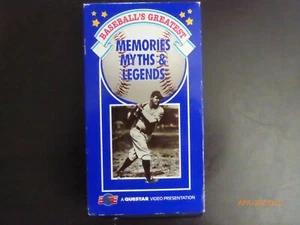 BASEBALL'S GREATEST
MEMORIES
MYTHS &
LEGENDS
A QUESTAR VIDEO PRESENTATION